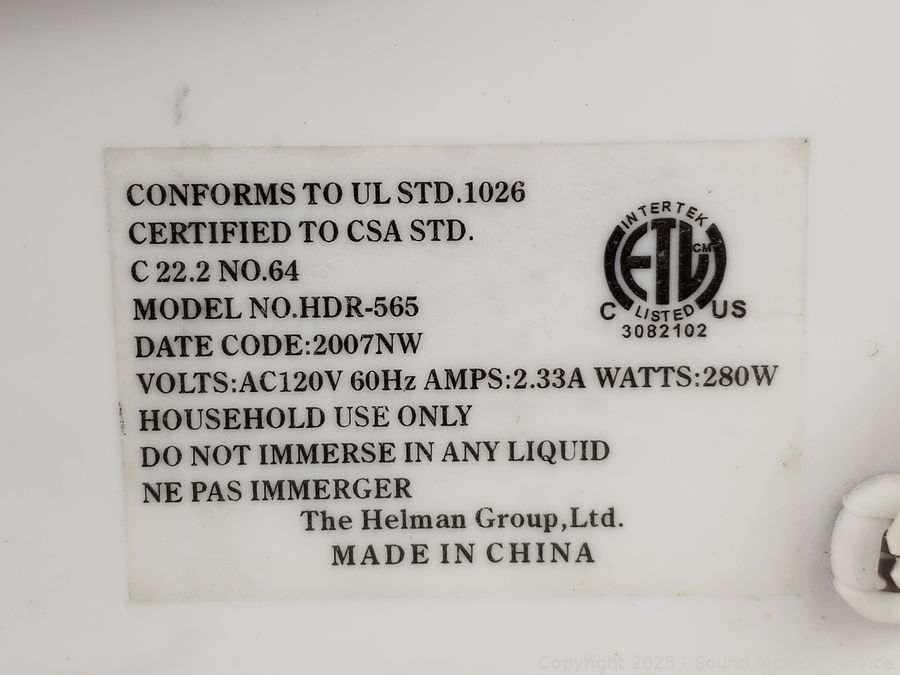 CONFORMS TO UL STD.1026
CERTIFIED TO CSA STD.
C 22.2 NO.64
MODEL NO.HDR-565
DATE CODE:2007NW
VOLTS:AC120V 60Hz AMPS:2.33A WATTS:280W
HOUSEHOLD USE ONLY
DO NOT IMMERSE IN ANY LIQUID
NE PAS IMMERGER
The Helman Group,Ltd.
MADE IN CHINA
INTERTEK
ETL CM
C LISTED US
3082102
Copyright 2025 - Sound Auction Service